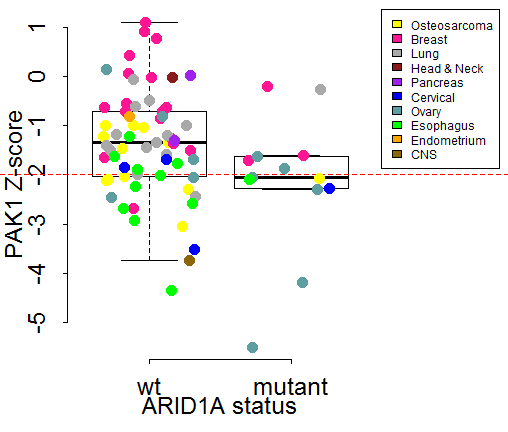 PAK1 Z-score
1
0
-1
-2
-3
-4
-5
wt
mutant
ARID1A status
Osteosarcoma
Breast
Lung
Head & Neck
Pancreas
Cervical
Ovary
Esophagus
Endometrium
CNS